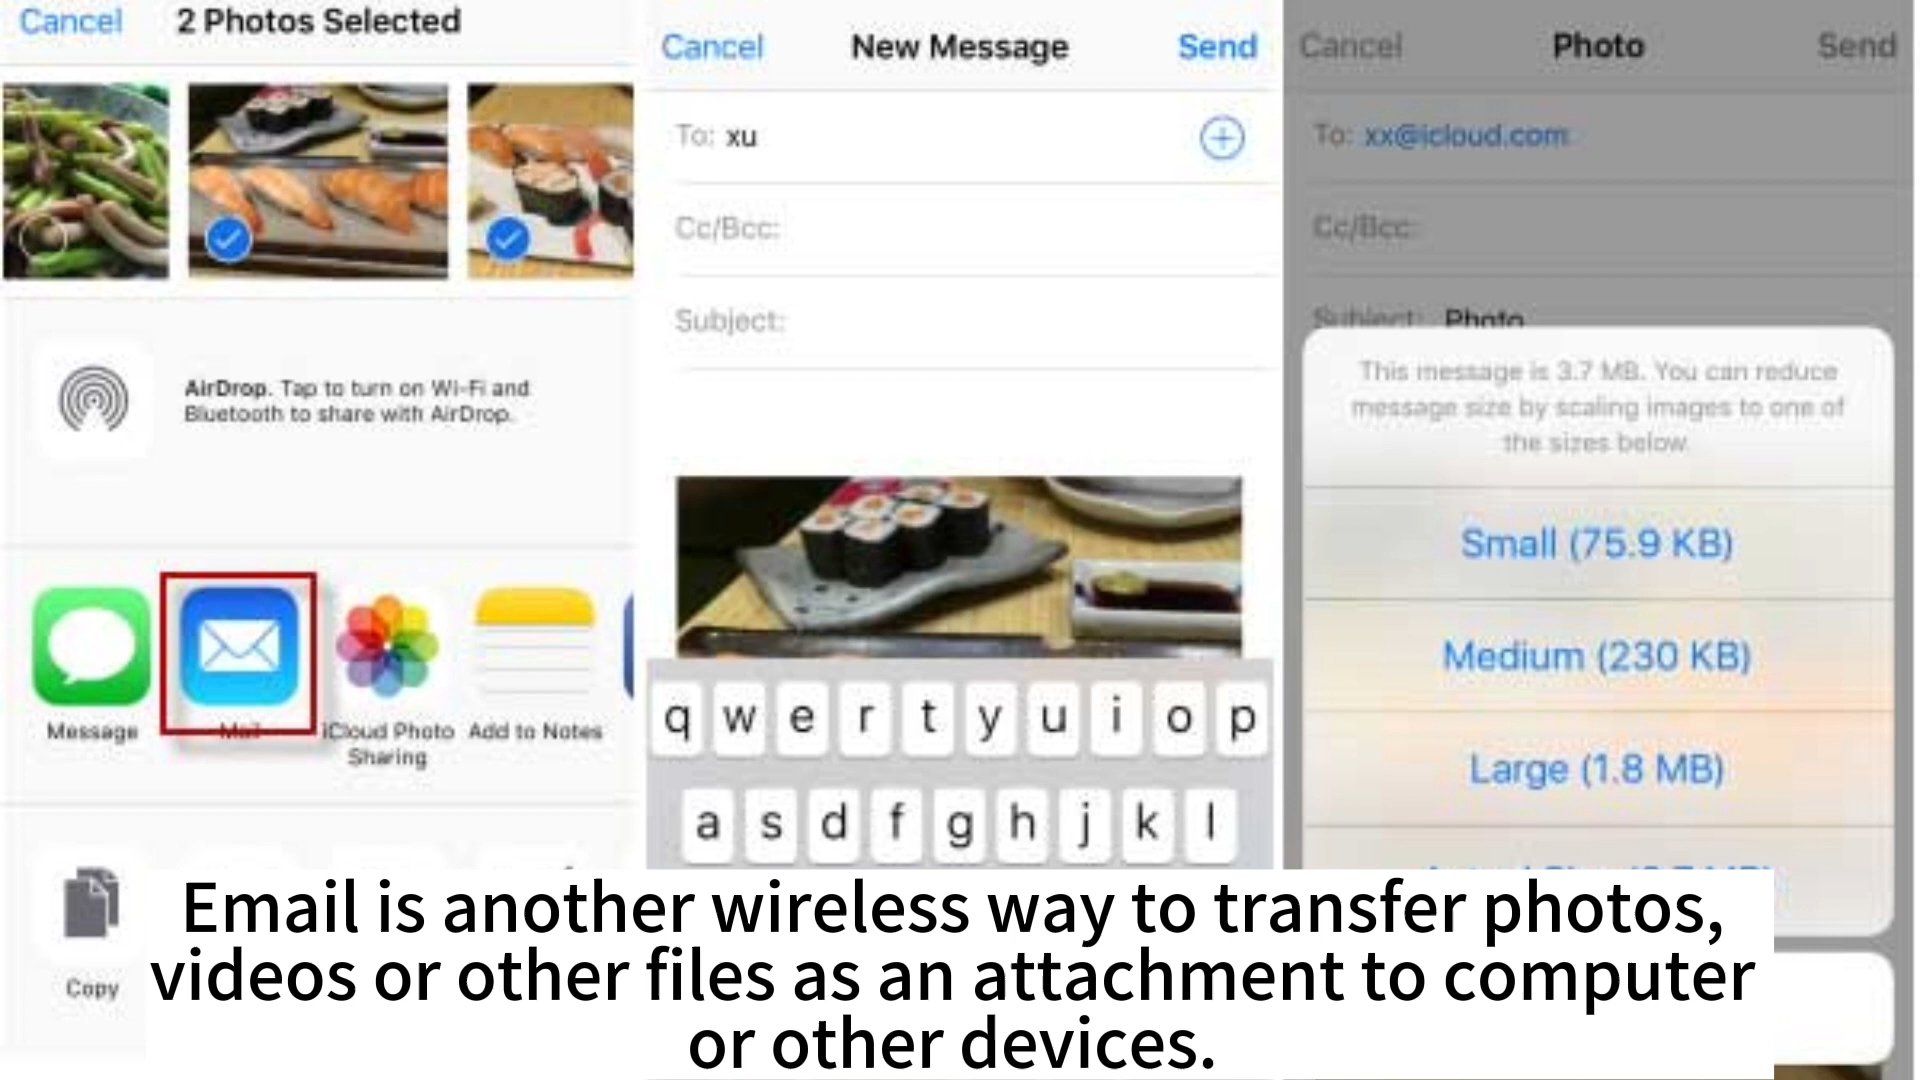 Cancel
2 Photos Selected
AirDrop. Tap to turn on Wi-Fi and
Bluetooth to share with AirDrop.
Message
Mail
iCloud Photo
Sharing
Add to Notes
Copy
Cancel
New Message
Send
To: xu
Cc/Bcc:
Subject:
q w e r t y u i o p
a s d f g h j k l
Cancel
Photo
Send
To: xx@icloud.com
Cc/Bcc:
Subject: Photo
This message is 3.7 MB. You can reduce
message size by scaling images to one of
the sizes below.
Small (75.9 KB)
Medium (230 KB)
Large (1.8 MB)
Email is another wireless way to transfer photos,
videos or other files as an attachment to computer
or other devices.